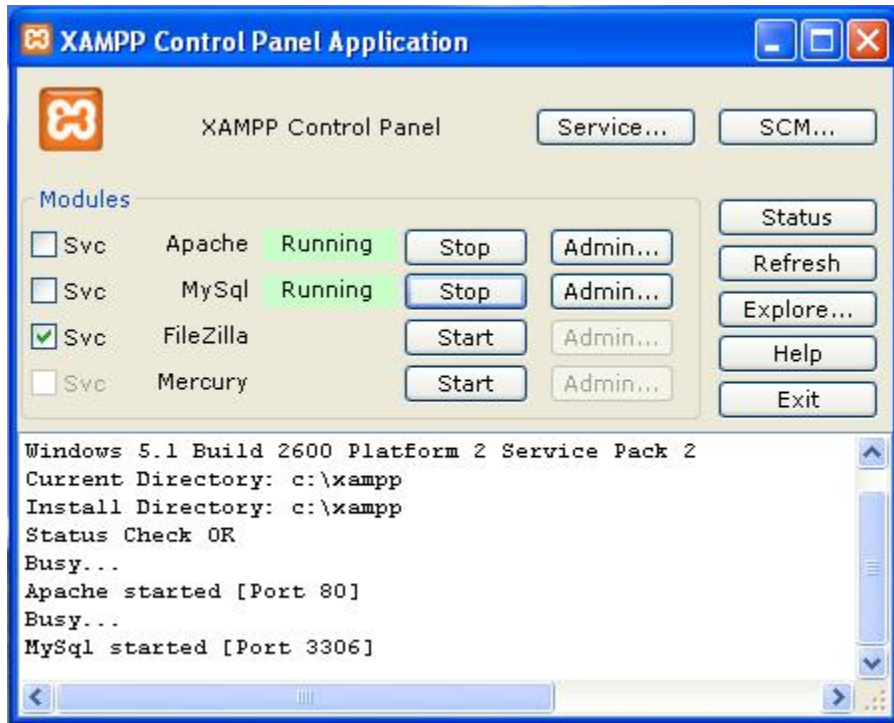 XAMPP Control Panel Application
XAMPP Control Panel Service... SCM...
Modules
Svc Apache Running Stop Admin...
Svc MySql Running Stop Admin...
Svc FileZilla Start Admin...
Svc Mercury Start Admin...
Status
Refresh
Explore...
Help
Exit
Windows 5.1 Build 2600 Platform 2 Service Pack 2
Current Directory: c:\xampp
Install Directory: c:\xampp
Status Check OK
Busy...
Apache started [Port 80]
Busy...
MySql started [Port 3306]